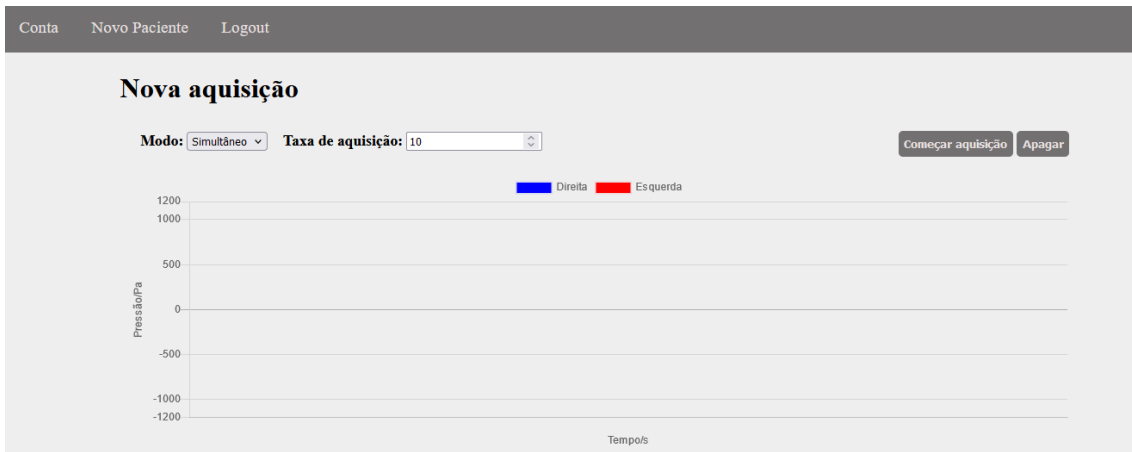 Conta Novo Paciente Logout
Nova aquisição
Modo: Simultâneo Taxa de aquisição: 10 Começar aquisição Apagar
Direita Esquerda
1200
1000
500
Pressão/Pa
0
-500
-1000
-1200
Tempo/s